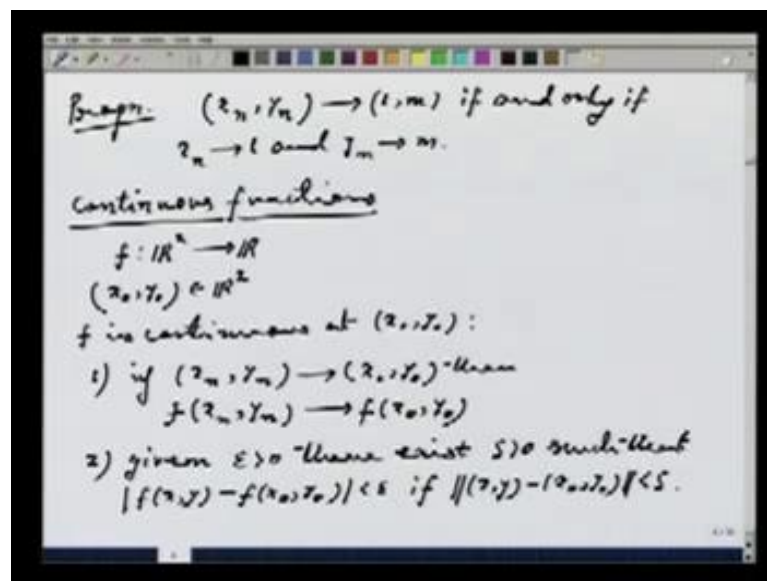 Propn. (xₙ, yₙ) → (l, m) if and only if
xₙ → l and yₙ → m.
continuous functions
f : ℝ² → ℝ
(x₀, y₀) ∈ ℝ²
f is continuous at (x₀, y₀) :
1) if (xₙ, yₙ) → (x₀, y₀) then
f(xₙ, yₙ) → f(x₀, y₀)
2) given ε>0 there exist δ>0 such that
|f(x,y) − f(x₀, y₀)| < ε if ‖(x,y) − (x₀, y₀)‖ < δ.